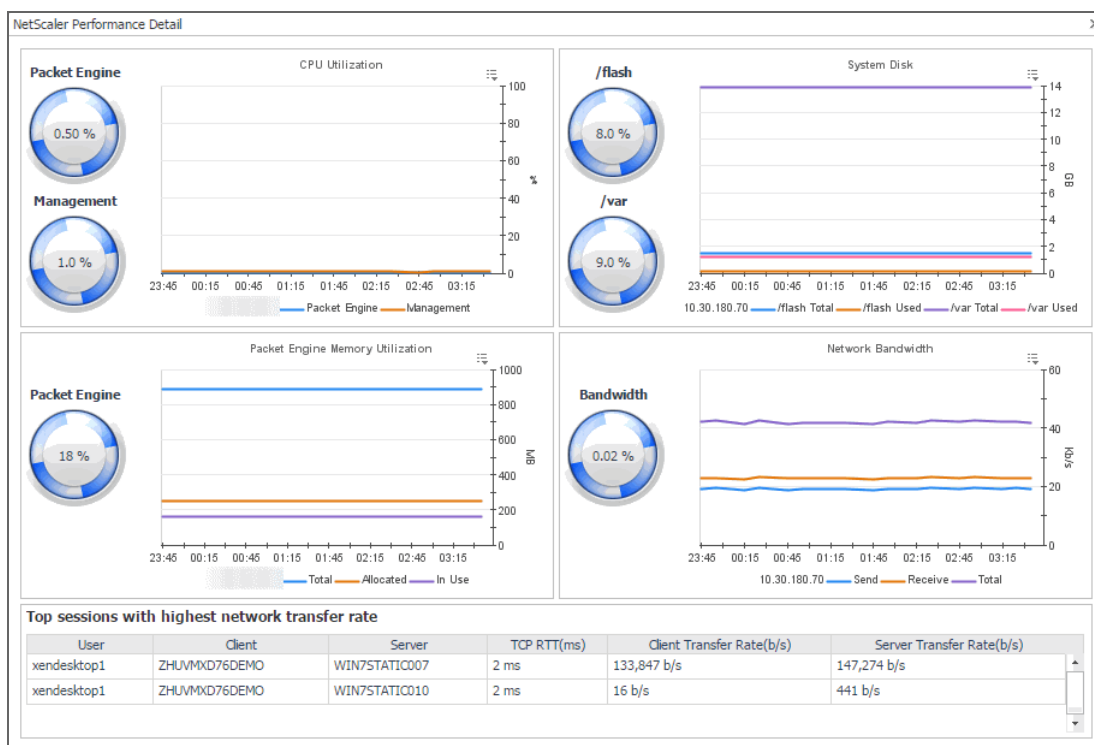 NetScaler Performance Detail
Packet Engine
0.50 %
Management
1.0 %
CPU Utilization
100
80
60
40
20
0
%
23:45 00:15 00:45 01:15 01:45 02:15 02:45 03:15
Packet Engine Management
/flash
8.0 %
/var
9.0 %
System Disk
14
12
10
8
6
4
2
0
GB
23:45 00:15 00:45 01:15 01:45 02:15 02:45 03:15
10.30.180.70 /flash Total /flash Used /var Total /var Used
Packet Engine
18 %
Packet Engine Memory Utilization
1000
800
600
400
200
0
MB
23:45 00:15 00:45 01:15 01:45 02:15 02:45 03:15
Total Allocated In Use
Bandwidth
0.02 %
Network Bandwidth
60
40
20
0
Kb/s
23:45 00:15 00:45 01:15 01:45 02:15 02:45 03:15
10.30.180.70 Send Receive Total
Top sessions with highest network transfer rate
User Client Server TCP RTT(ms) Client Transfer Rate(b/s) Server Transfer Rate(b/s)
xendesktop1 ZHUVMXD76DEMO WIN7STATIC007 2 ms 133,847 b/s 147,274 b/s
xendesktop1 ZHUVMXD76DEMO WIN7STATIC010 2 ms 16 b/s 441 b/s